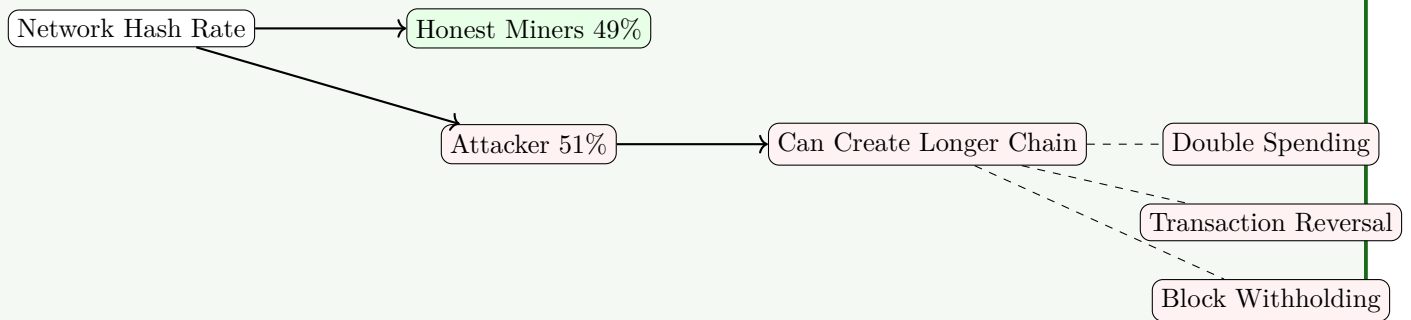 Network Hash Rate
Honest Miners 49%
Attacker 51%
Can Create Longer Chain
Double Spending
Transaction Reversal
Block Withholding